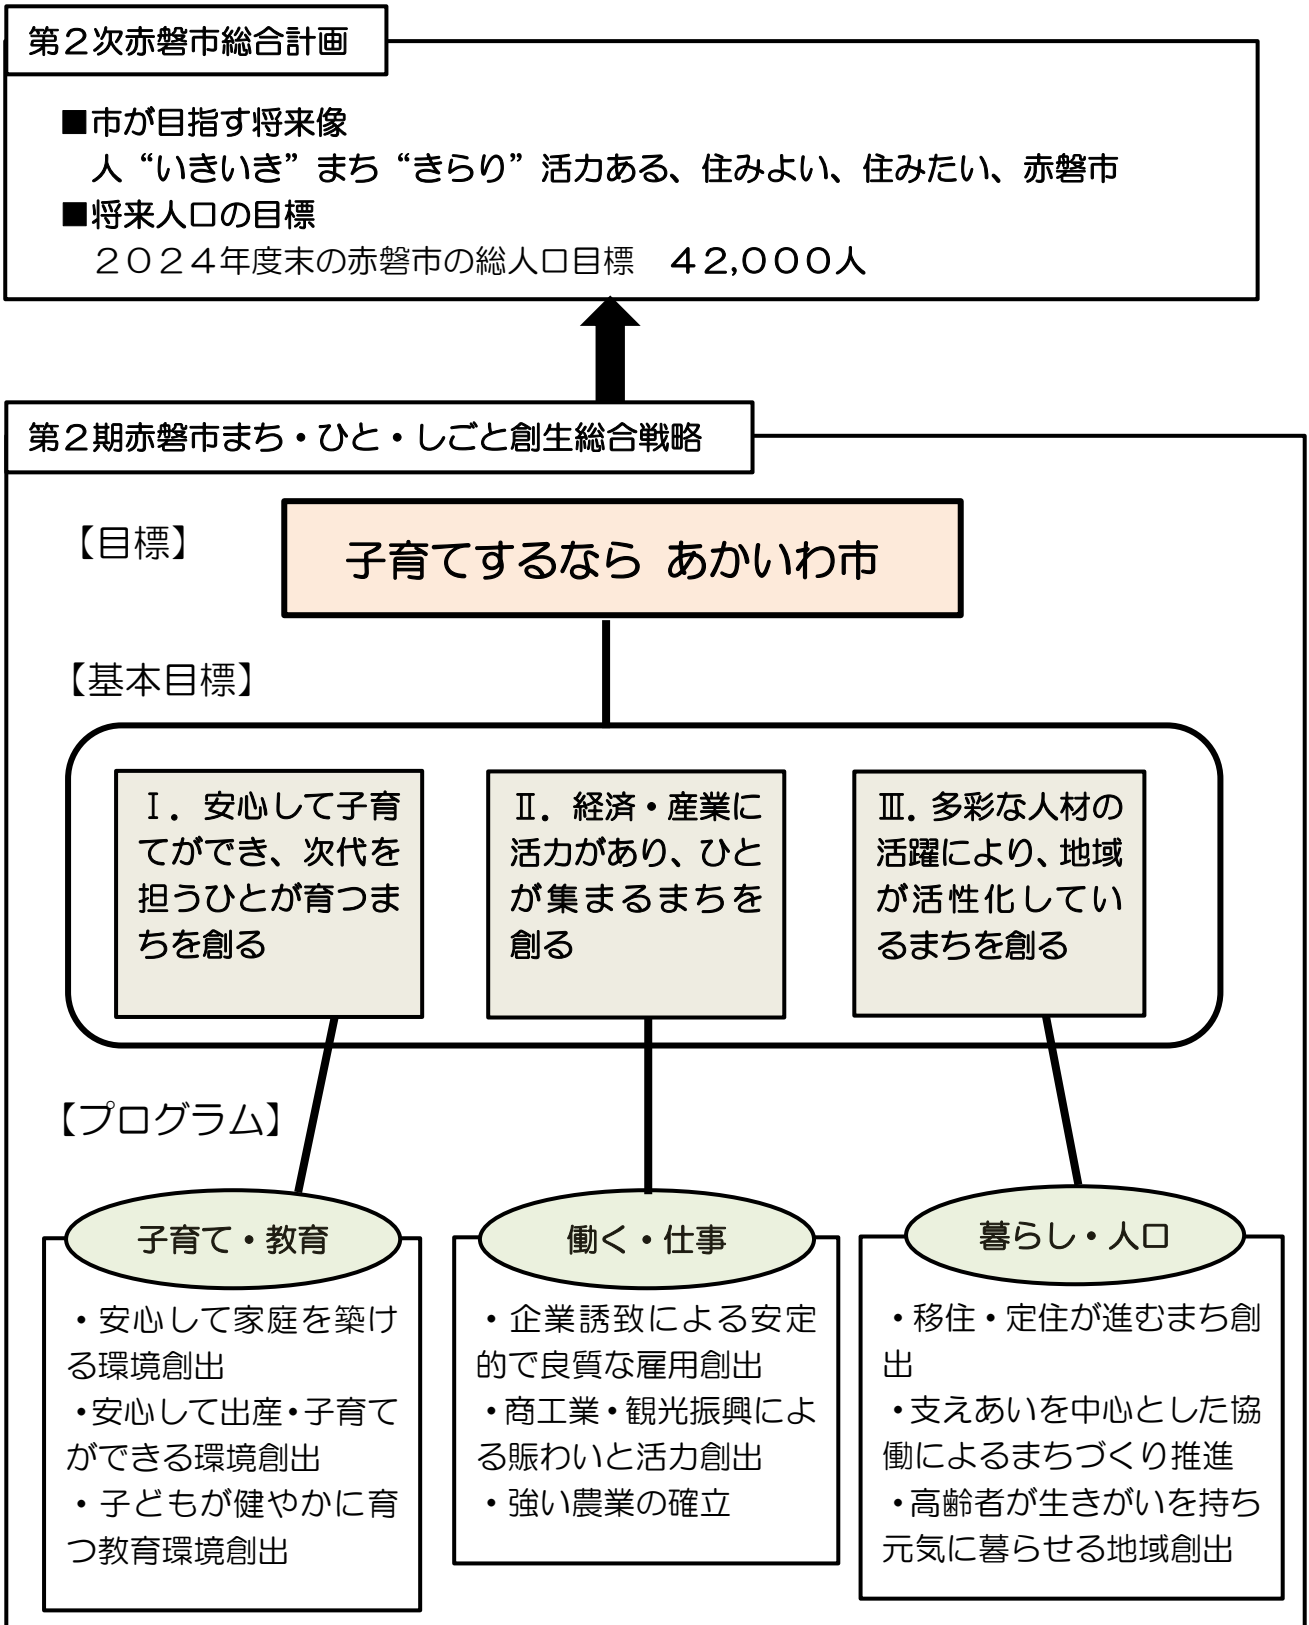 第２次赤磐市総合計画
■市が目指す将来像
人“いきいき”まち“きらり”活力ある、住みよい、住みたい、赤磐市
■将来人口の目標
２０２４年度末の赤磐市の総人口目標　４２,０００人
第２期赤磐市まち・ひと・しごと創生総合戦略
【目標】
子育てするなら あかいわ市
【基本目標】
Ⅰ．安心して子育
てができ、次代を
担うひとが育つま
ちを創る
Ⅱ．経済・産業に
活力があり、ひと
が集まるまちを
創る
Ⅲ．多彩な人材の
活躍により、地域
が活性化してい
るまちを創る
【プログラム】
子育て・教育
・安心して家庭を築け
る環境創出
・安心して出産・子育て
ができる環境創出
・子どもが健やかに育
つ教育環境創出
働く・仕事
・企業誘致による安定
的で良質な雇用創出
・商工業・観光振興によ
る賑わいと活力創出
・強い農業の確立
暮らし・人口
・移住・定住が進むまち創
出
・支えあいを中心とした協
働によるまちづくり推進
・高齢者が生きがいを持ち
元気に暮らせる地域創出